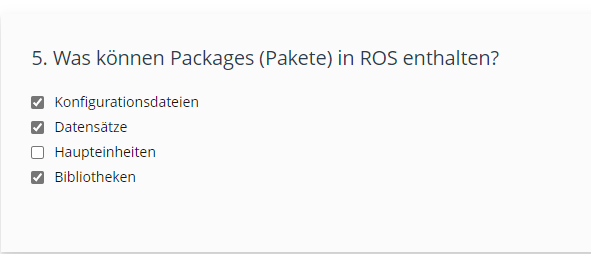 5. Was können Packages (Pakete) in ROS enthalten?
Konfigurationsdateien
Datensätze
Haupteinheiten
Bibliotheken